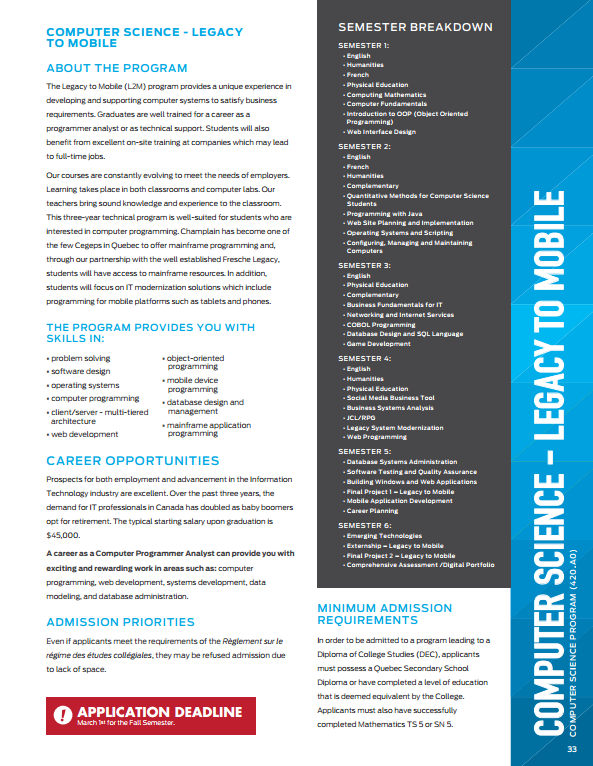 COMPUTER SCIENCE - LEGACY
TO MOBILE
ABOUT THE PROGRAM
The Legacy to Mobile (L2M) program provides a unique experience in
developing and supporting computer systems to satisfy business
requirements. Graduates are well trained for a career as a
programmer analyst or as technical support. Students will also
benefit from excellent on-site training at companies which may lead
to full-time jobs.
Our courses are constantly evolving to meet the needs of employers.
Learning takes place in both classrooms and computer labs. Our
teachers bring sound knowledge and experience to the classroom.
This three-year technical program is well-suited for students who are
interested in computer programming. Champlain has become one of
the few Cegeps in Quebec to offer mainframe programming and,
through our partnership with the well established Fresche Legacy,
students will have access to mainframe resources. In addition,
students will focus on IT modernization solutions which include
programming for mobile platforms such as tablets and phones.
THE PROGRAM PROVIDES YOU WITH
SKILLS IN:
• problem solving
• software design
• operating systems
• computer programming
• client/server - multi-tiered
architecture
• web development
• object-oriented
programming
• mobile device
programming
• database design and
management
• mainframe application
programming
CAREER OPPORTUNITIES
Prospects for both employment and advancement in the Information
Technology industry are excellent. Over the past three years, the
demand for IT professionals in Canada has doubled as baby boomers
opt for retirement. The typical starting salary upon graduation is
$45,000.
A career as a Computer Programmer Analyst can provide you with
exciting and rewarding work in areas such as: computer
programming, web development, systems development, data
modeling, and database administration.
ADMISSION PRIORITIES
Even if applicants meet the requirements of the Règlement sur le
régime des études collégiales, they may be refused admission due
to lack of space.
! APPLICATION DEADLINE
March 1st for the Fall Semester.
SEMESTER BREAKDOWN
SEMESTER 1:
• English
• Humanities
• French
• Physical Education
• Computing Mathematics
• Computer Fundamentals
• Introduction to OOP (Object Oriented
Programming)
• Web Interface Design
SEMESTER 2:
• English
• French
• Humanities
• Complementary
• Quantitative Methods for Computer Science
Students
• Programming with Java
• Web Site Planning and Implementation
• Operating Systems and Scripting
• Configuring, Managing and Maintaining
Computers
SEMESTER 3:
• English
• Physical Education
• Complementary
• Business Fundamentals for IT
• Networking and Internet Services
• COBOL Programming
• Database Design and SQL Language
• Game Development
SEMESTER 4:
• English
• Humanities
• Physical Education
• Social Media Business Tool
• Business Systems Analysis
• JCL/RPG
• Legacy System Modernization
• Web Programming
SEMESTER 5:
• Database Systems Administration
• Software Testing and Quality Assurance
• Building Windows and Web Applications
• Final Project 1 – Legacy to Mobile
• Mobile Application Development
• Career Planning
SEMESTER 6:
• Emerging Technologies
• Externship – Legacy to Mobile
• Final Project 2 – Legacy to Mobile
• Comprehensive Assessment /Digital Portfolio
MINIMUM ADMISSION
REQUIREMENTS
In order to be admitted to a program leading to a
Diploma of College Studies (DEC), applicants
must possess a Quebec Secondary School
Diploma or have completed a level of education
that is deemed equivalent by the College.
Applicants must also have successfully
completed Mathematics TS 5 or SN 5.
COMPUTER SCIENCE – LEGACY TO MOBILE
COMPUTER SCIENCE PROGRAM (420.A0)
33